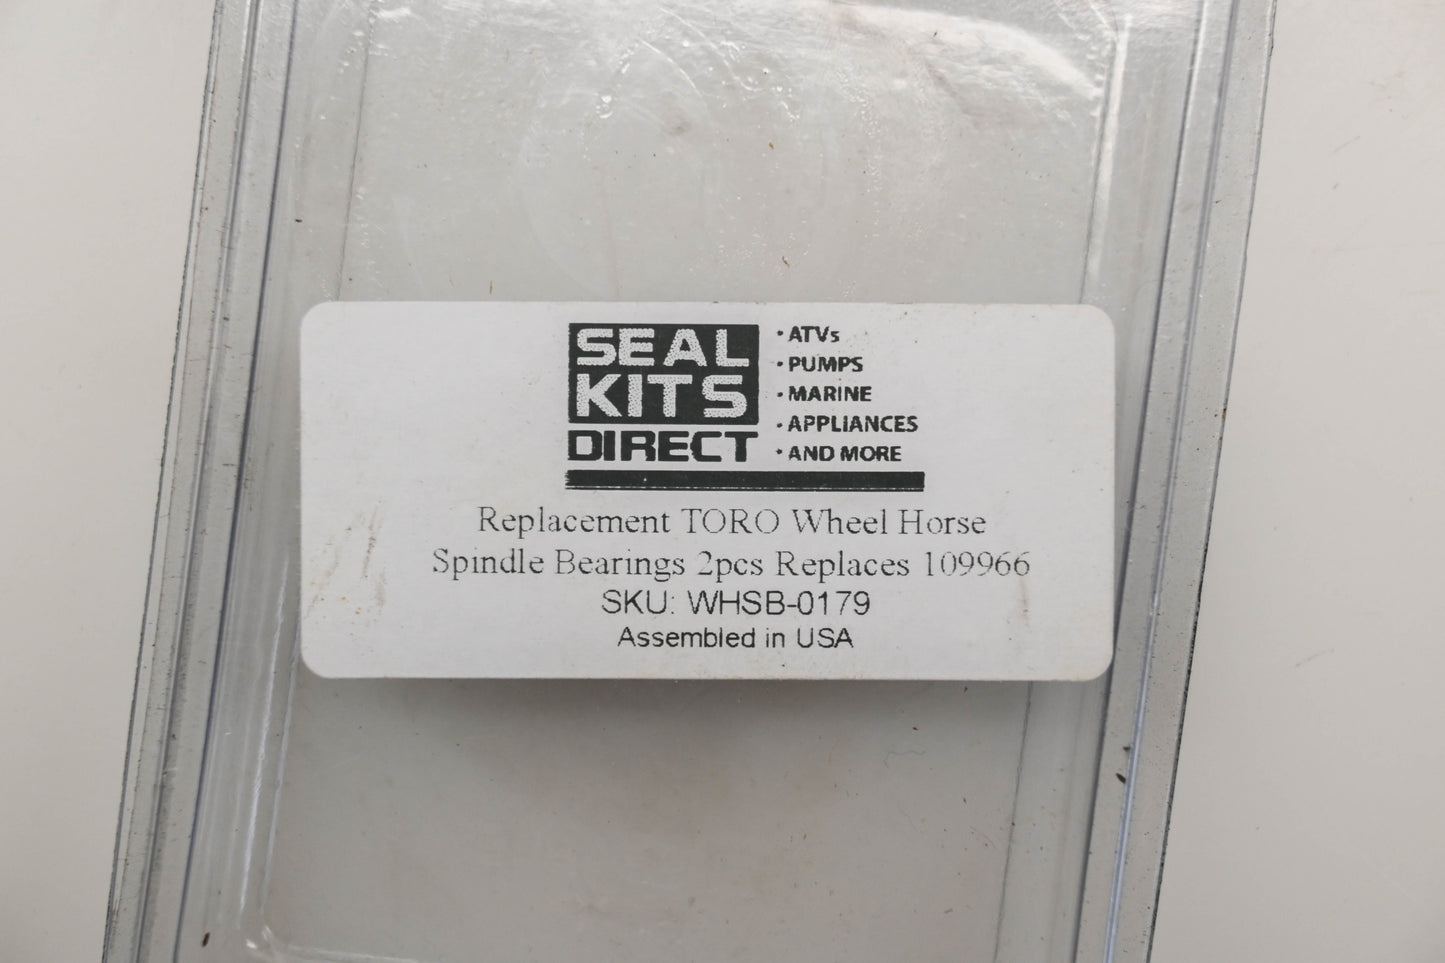 SEAL
KITS
DIRECT
· ATVs
· PUMPS
· MARINE
· APPLIANCES
· AND MORE
Replacement TORO Wheel Horse
Spindle Bearings 2pcs Replaces 109966
SKU: WHSB-0179
Assembled in USA